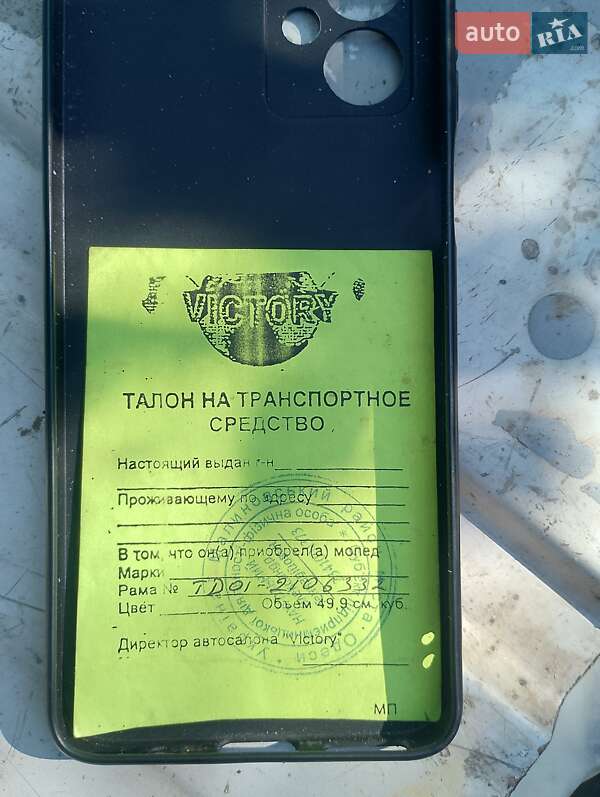 auto RIA .com
VICTORY
ТАЛОН НА ТРАНСПОРТНОЕ
СРЕДСТВО
Настоящий выдан г-н
Проживающему по адресу
В том, что он(а) приобрел(а) мопед
Марки
Рама № TD01-2106332
Цвет Объем 49,9 см. куб.
Директор автосалона "Victory"
МП